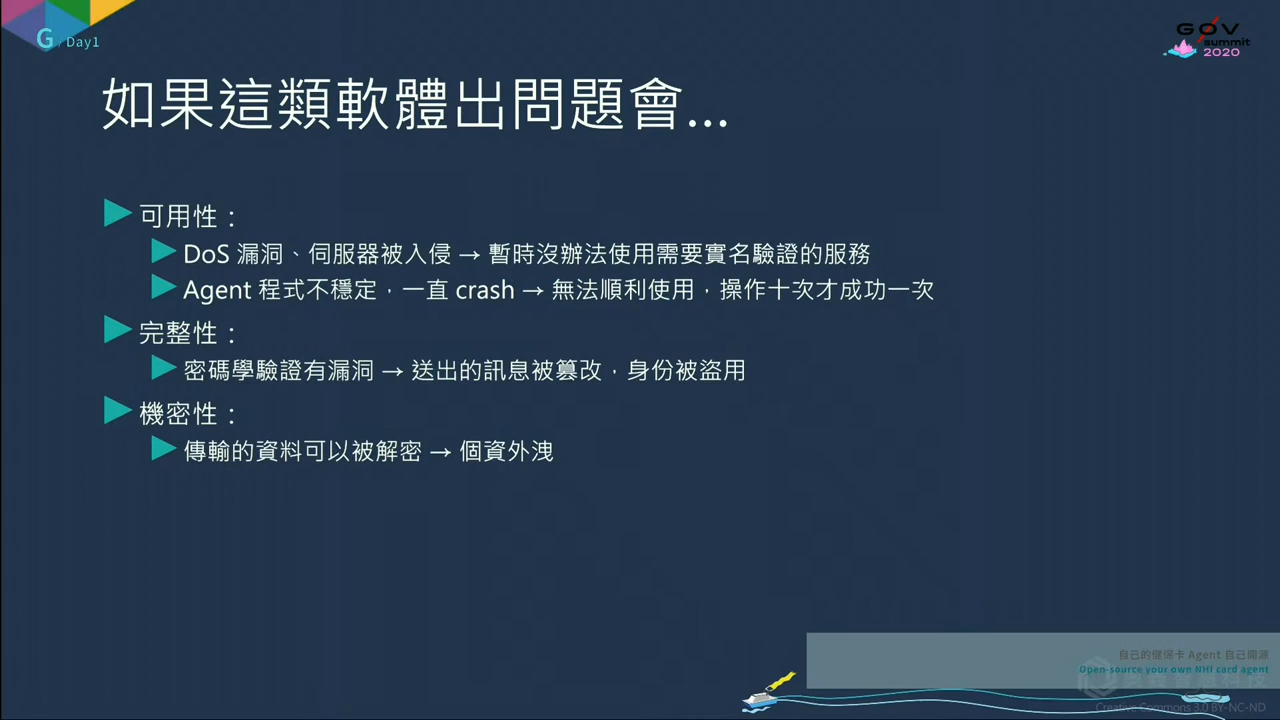 G / Day1
GOV
summit
2020
如果這類軟體出問題會...
可用性：
DoS 漏洞、伺服器被入侵 → 暫時沒辦法使用需要實名驗證的服務
Agent 程式不穩定，一直 crash → 無法順利使用，操作十次才成功一次
完整性：
密碼學驗證有漏洞 → 送出的訊息被篡改，身份被盜用
機密性：
傳輸的資料可以被解密 → 個資外洩
自己的健保卡 Agent 自己開源
Open-source your own NHI card agent
Creative Commons 3.0 BY-NC-ND